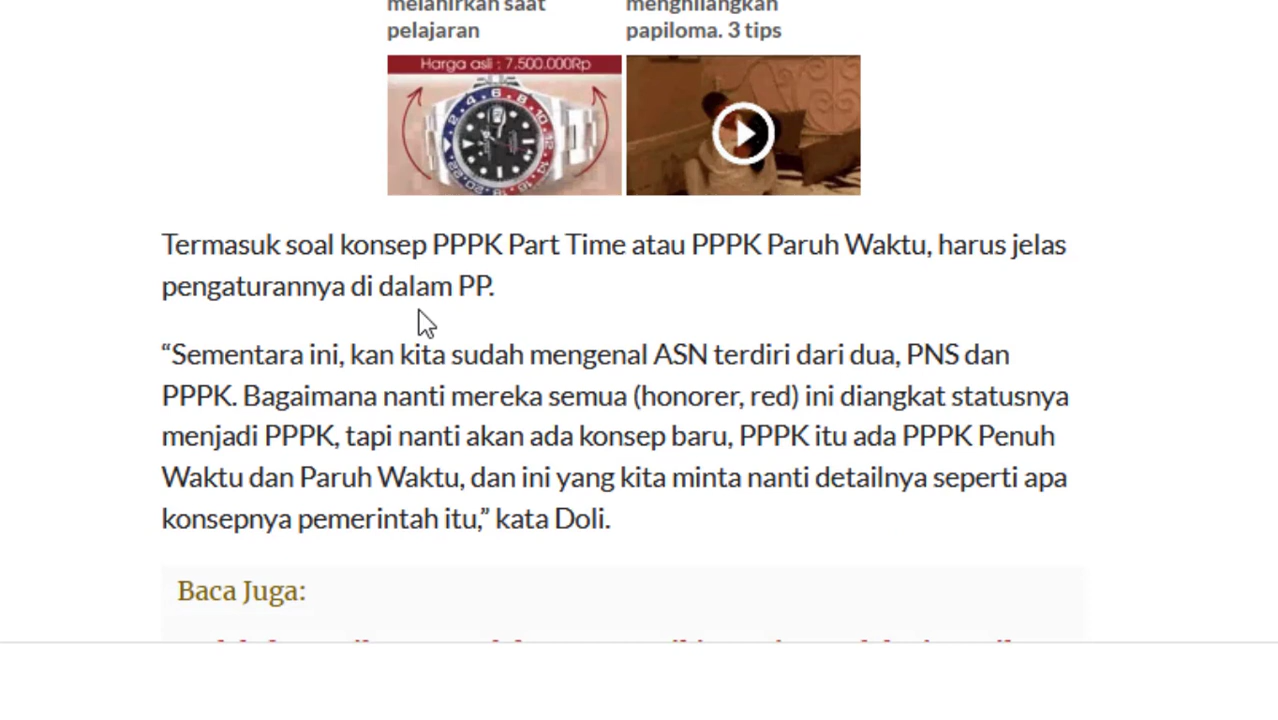 melahirkan saat
pelajaran
menghilangkan
papiloma. 3 tips
Harga asli : 7.500.000Rp
Termasuk soal konsep PPPK Part Time atau PPPK Paruh Waktu, harus jelas
pengaturannya di dalam PP.
“Sementara ini, kan kita sudah mengenal ASN terdiri dari dua, PNS dan
PPPK. Bagaimana nanti mereka semua (honorer, red) ini diangkat statusnya
menjadi PPPK, tapi nanti akan ada konsep baru, PPPK itu ada PPPK Penuh
Waktu dan Paruh Waktu, dan ini yang kita minta nanti detailnya seperti apa
konsepnya pemerintah itu,” kata Doli.
Baca Juga: